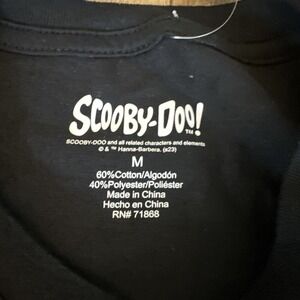 SCOOBY-DOO! ™
SCOOBY-DOO and all related characters and elements
© & ™ Hanna-Barbera. (s23)
M
60%Cotton/Algodón
40%Polyester/Poliéster
Made in China
Hecho en China
RN# 71868